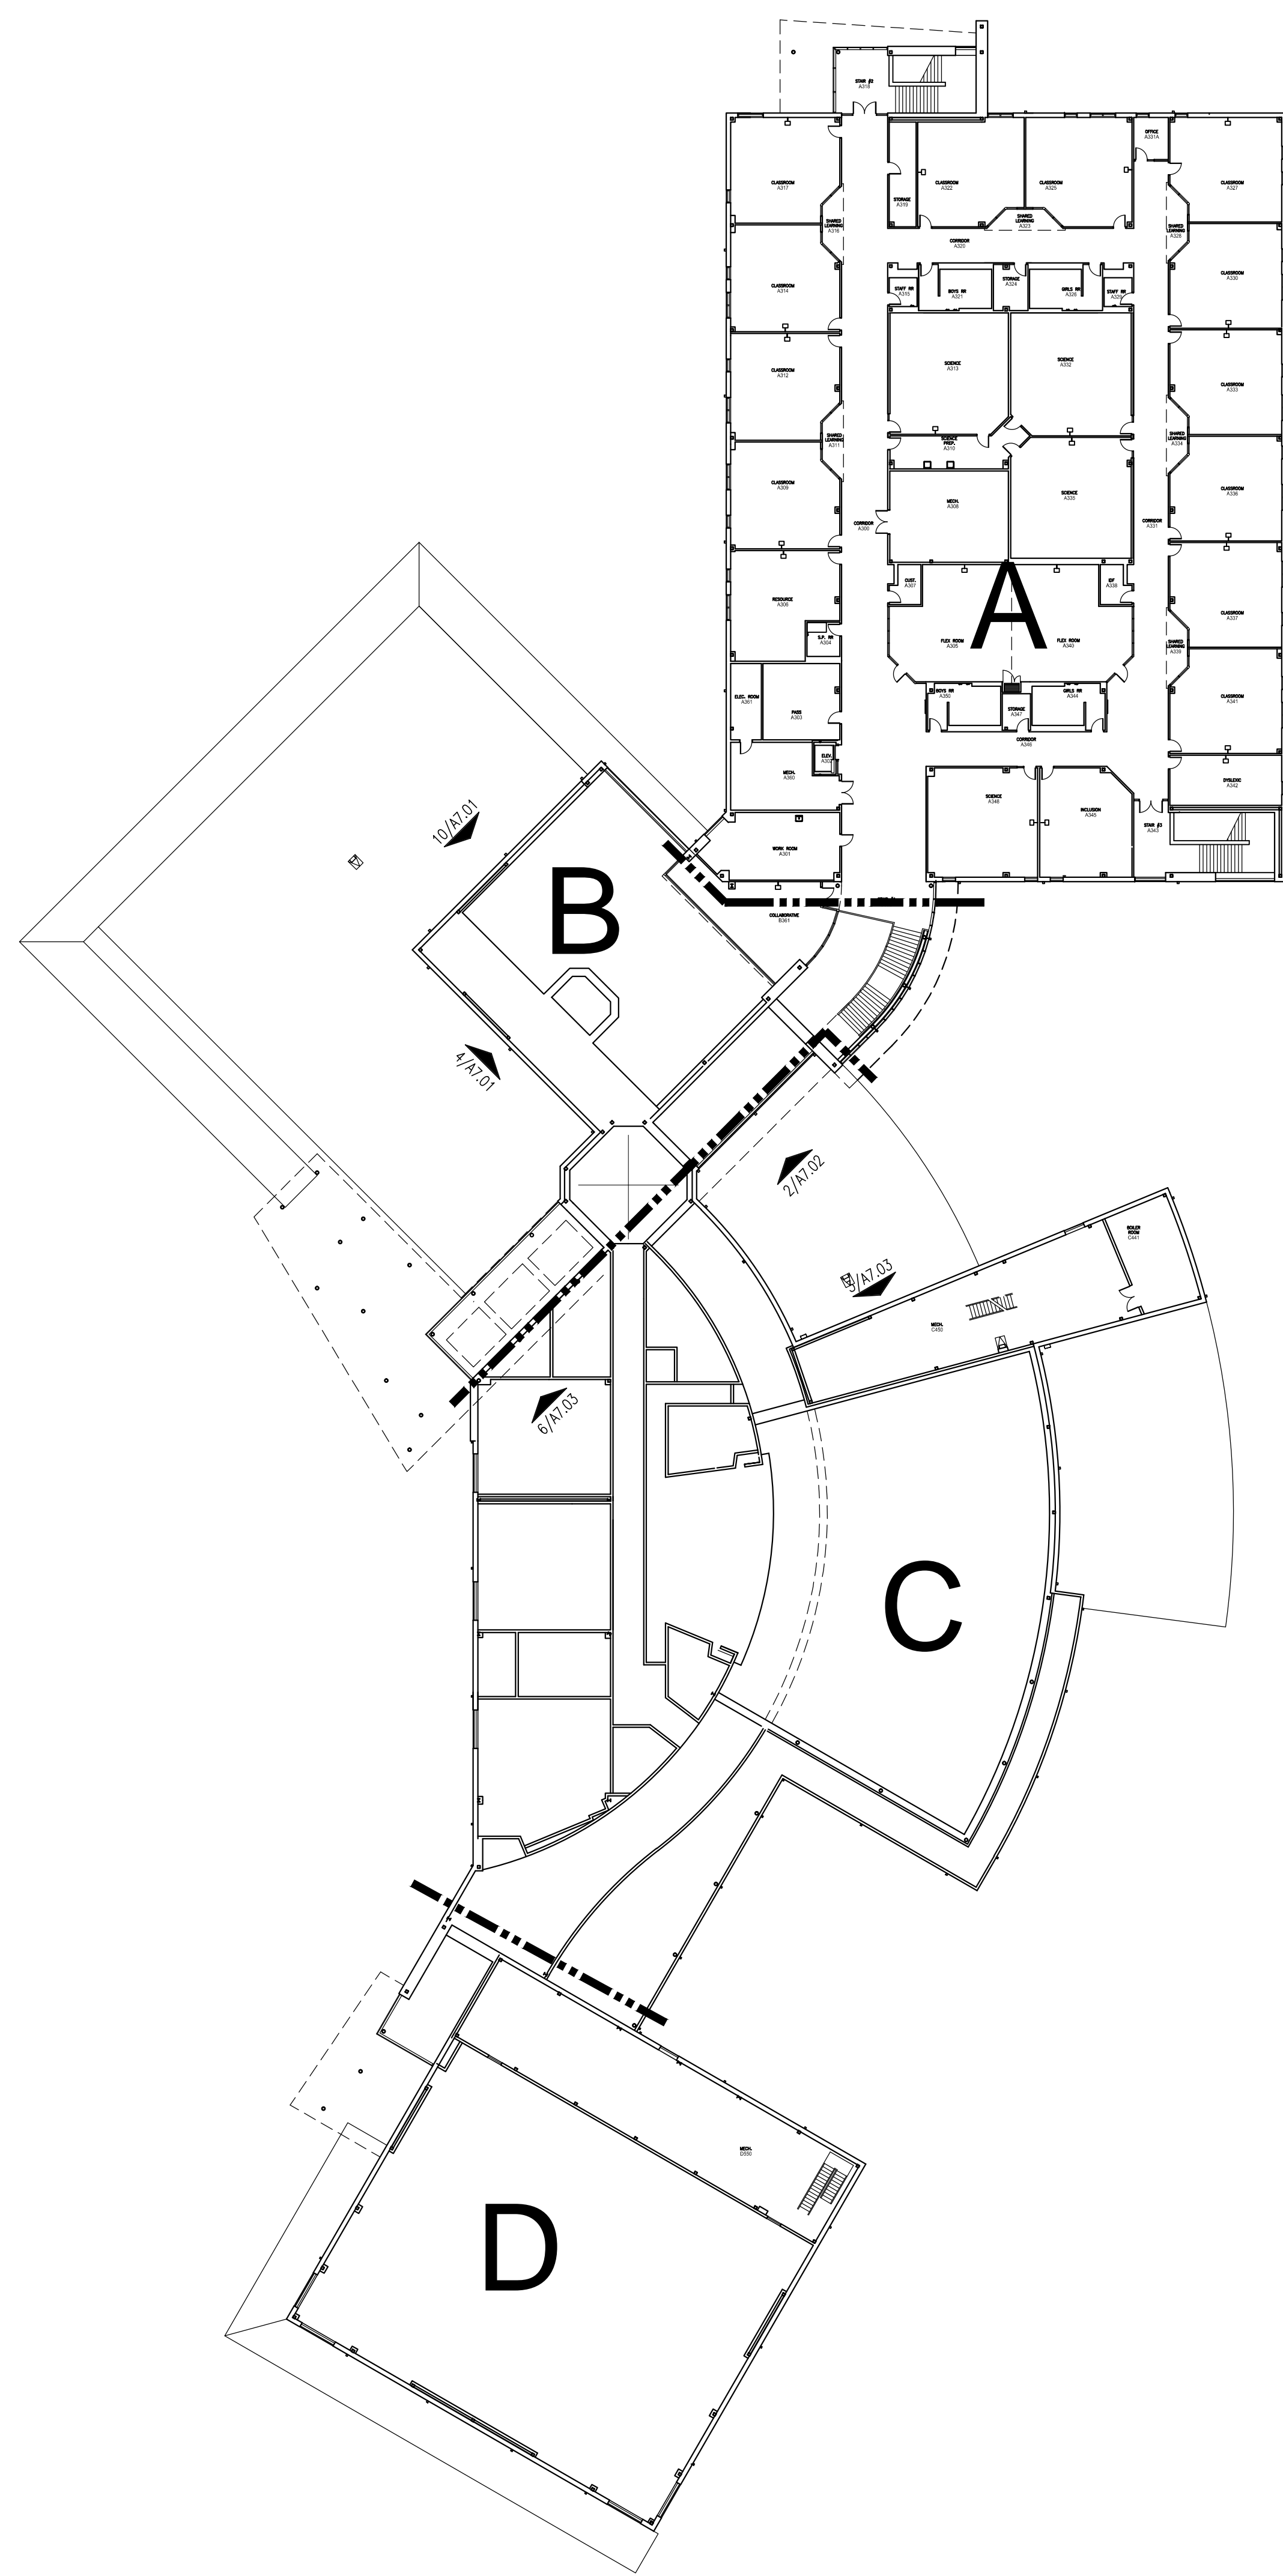 STAIR #2
A318
OFFICE
A331A
CLASSROOM
A317
CLASSROOM
A322
CLASSROOM
A325
CLASSROOM
A327
STORAGE
A319
SHARED
LEARNING
A316
SHARED
LEARNING
A323
SHARED
LEARNING
A328
CORRIDOR
A320
CLASSROOM
A314
STAFF RR
A315
BOYS RR
A321
STORAGE
A324
GIRLS RR
A326
STAFF RR
A329
CLASSROOM
A330
CLASSROOM
A312
SCIENCE
A313
SCIENCE
A332
CLASSROOM
A333
SHARED
LEARNING
A311
SCIENCE
PREP.
A310
SHARED
LEARNING
A334
CLASSROOM
A309
MECH.
A308
SCIENCE
A335
CLASSROOM
A336
CORRIDOR
A300
CORRIDOR
A331
RESOURCE
CUST.
A307
IDF
A338
A
CLASSROOM
A337
S.P. RR
A304
FLEX ROOM
A305
FLEX ROOM
A340
SHARED
LEARNING
A339
ELEC. ROOM
A361
PASS
A303
BOYS RR
A350
STORAGE
A347
GIRLS RR
A344
CLASSROOM
A341
CORRIDOR
A349
MECH.
A360
ELEV.
A302
SCIENCE
A348
INCLUSION
A345
DYSLEXIC
A342
STAIR #3
A343
WORK ROOM
A301
COLLABORATIVE
B361
10/A7.01
B
4/A7.01
2/A7.02
BOILER
ROOM
C441
3/A7.03
MECH.
C450
6/A7.03
C
MECH.
D550
D